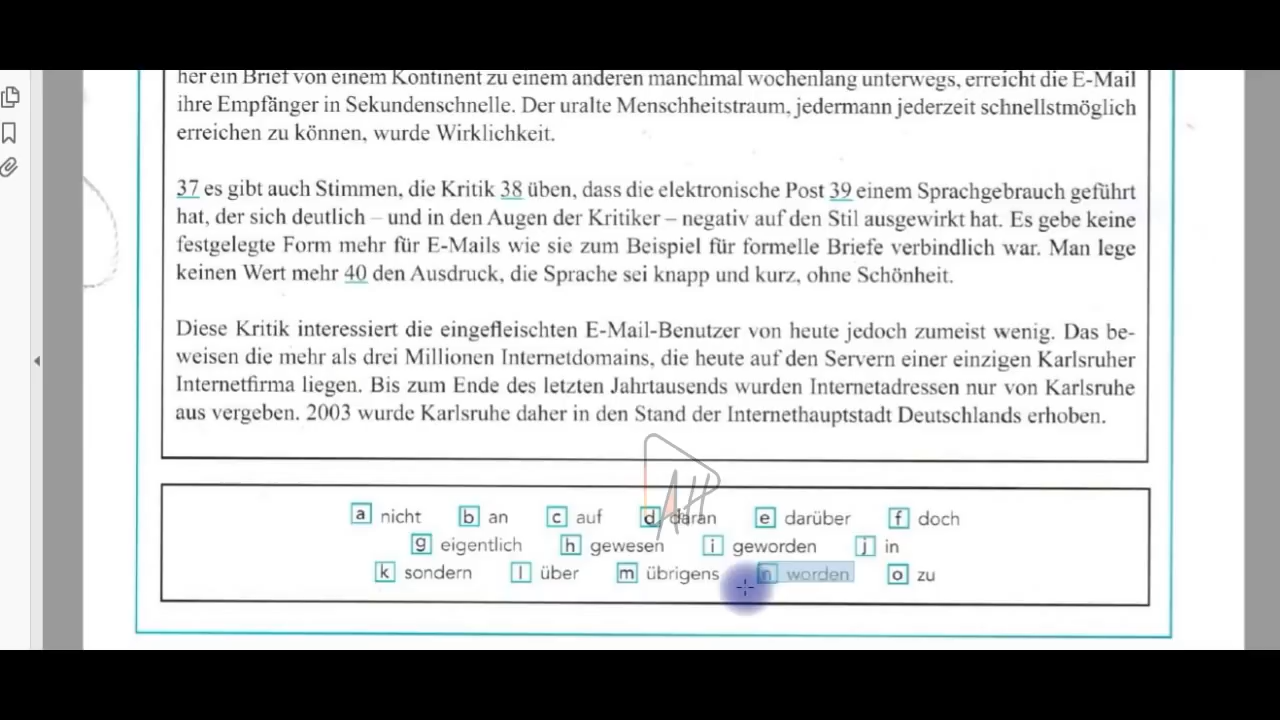 her ein Brief von einem Kontinent zu einem anderen manchmal wochenlang unterwegs, erreicht die E-Mail
ihre Empfänger in Sekundenschnelle. Der uralte Menschheitstraum, jedermann jederzeit schnellstmöglich
erreichen zu können, wurde Wirklichkeit.
37 es gibt auch Stimmen, die Kritik 38 üben, dass die elektronische Post 39 einem Sprachgebrauch geführt
hat, der sich deutlich – und in den Augen der Kritiker – negativ auf den Stil ausgewirkt hat. Es gebe keine
festgelegte Form mehr für E-Mails wie sie zum Beispiel für formelle Briefe verbindlich war. Man lege
keinen Wert mehr 40 den Ausdruck, die Sprache sei knapp und kurz, ohne Schönheit.
Diese Kritik interessiert die eingefleischten E-Mail-Benutzer von heute jedoch zumeist wenig. Das be-
weisen die mehr als drei Millionen Internetdomains, die heute auf den Servern einer einzigen Karlsruher
Internetfirma liegen. Bis zum Ende des letzten Jahrtausends wurden Internetadressen nur von Karlsruhe
aus vergeben. 2003 wurde Karlsruhe daher in den Stand der Internethauptstadt Deutschlands erhoben.
AH
a nicht b an c auf d daran e darüber f doch
g eigentlich h gewesen i geworden j in
k sondern l über m übrigens n worden o zu